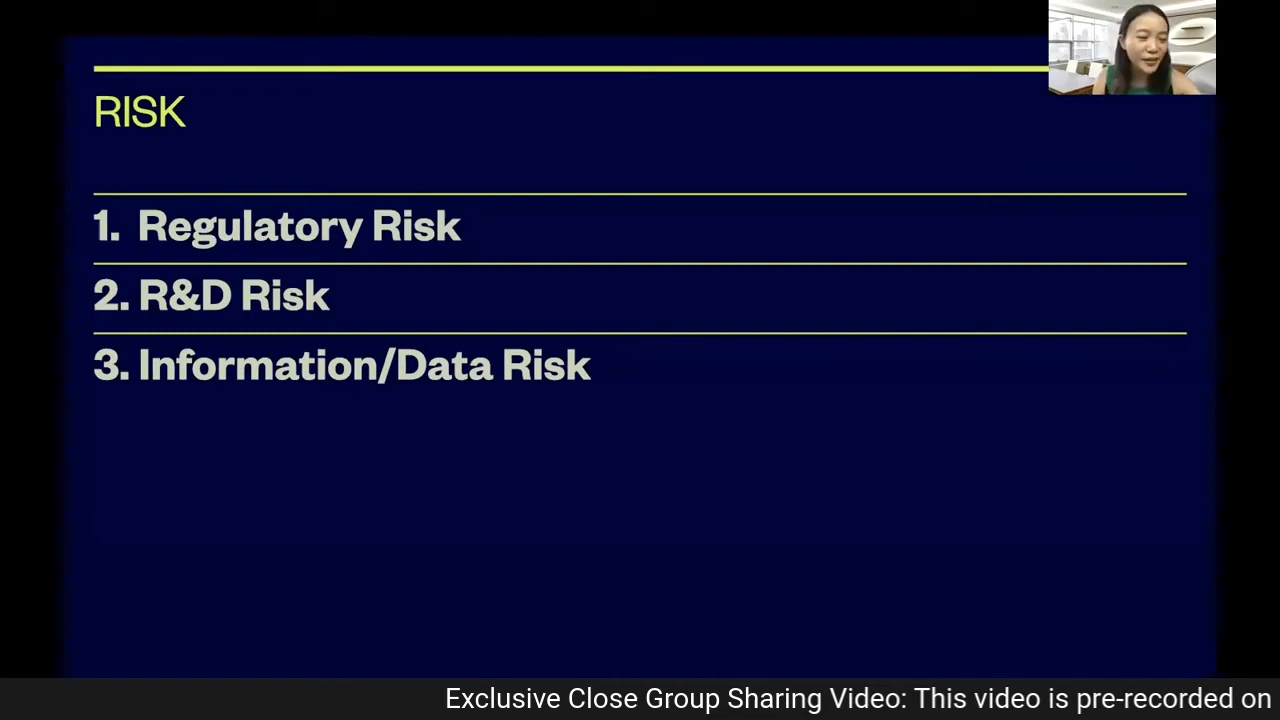 RISK
1. Regulatory Risk
2. R&D Risk
3. Information/Data Risk
Exclusive Close Group Sharing Video: This video is pre-recorded on